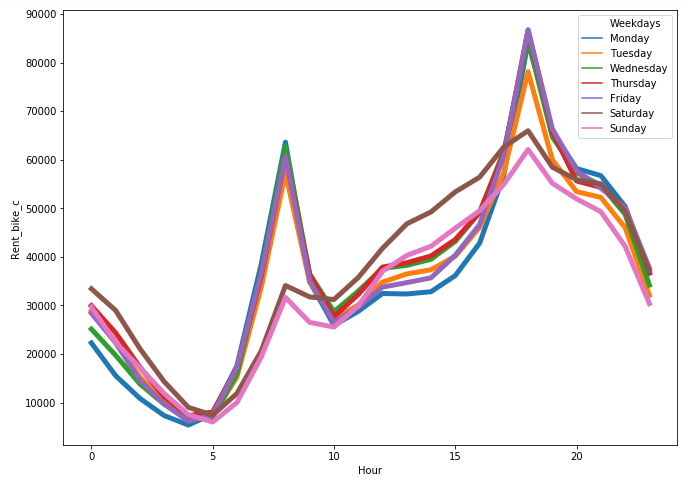 90000
80000
70000
60000
50000
40000
30000
20000
10000
Rent_bike_c
0
5
10
15
20
Hour
Weekdays
Monday
Tuesday
Wednesday
Thursday
Friday
Saturday
Sunday